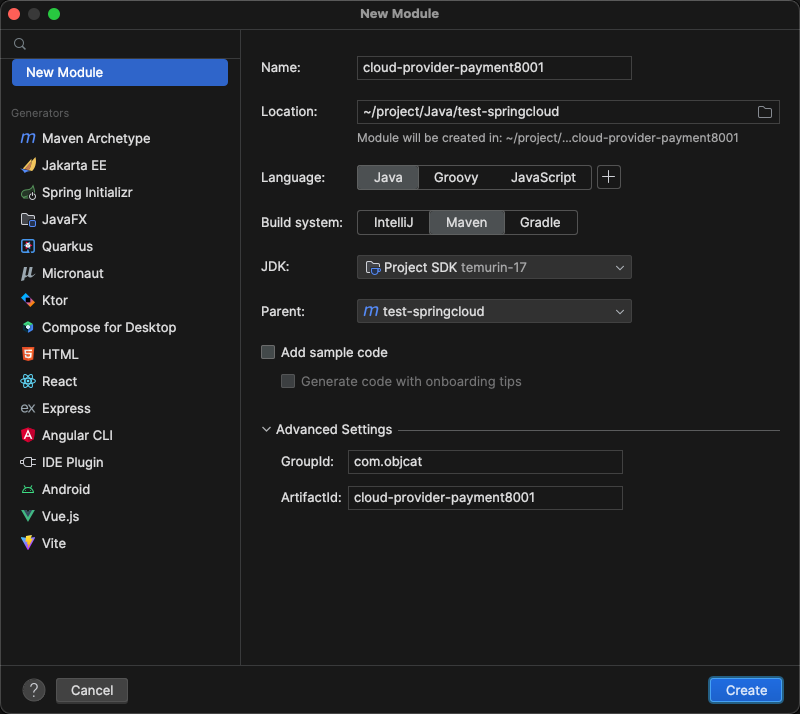 New Module
New Module
Generators
Maven Archetype
Jakarta EE
Spring Initializr
JavaFX
Quarkus
Micronaut
Ktor
Compose for Desktop
HTML
React
Express
Angular CLI
IDE Plugin
Android
Vue.js
Vite
Name: cloud-provider-payment8001
Location: ~/project/Java/test-springcloud
Module will be created in: ~/project/...cloud-provider-payment8001
Language: Java Groovy JavaScript +
Build system: IntelliJ Maven Gradle
JDK: Project SDK temurin-17
Parent: m test-springcloud
Add sample code
Generate code with onboarding tips
Advanced Settings
GroupId: com.objcat
ArtifactId: cloud-provider-payment8001
? Cancel Create